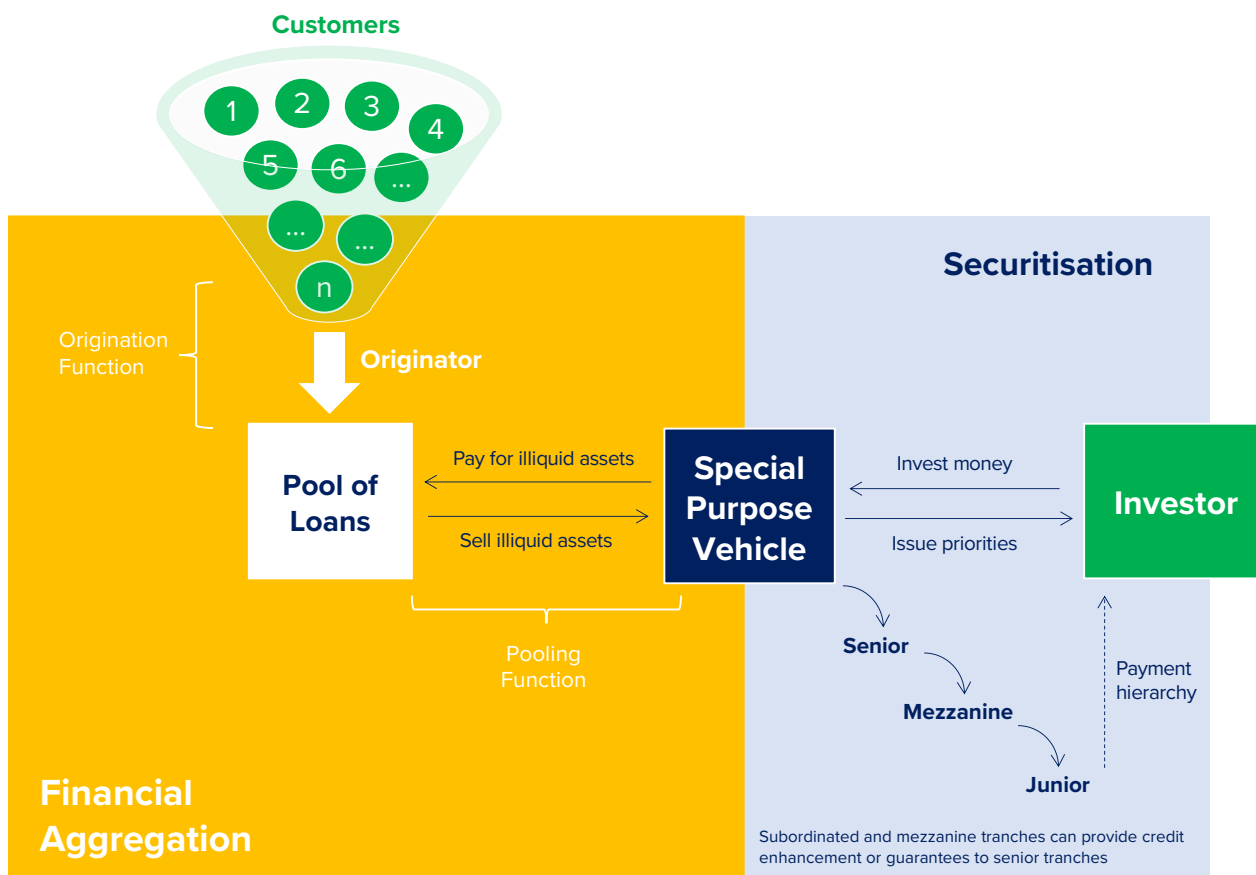 Customers
1
2
3
4
5
6
...
...
...
n
Securitisation
Origination
Function
Originator
Pool of
Loans
Pay for illiquid assets
Sell illiquid assets
Special
Purpose
Vehicle
Invest money
Issue priorities
Investor
Pooling
Function
Senior
Mezzanine
Junior
Payment
hierarchy
Financial
Aggregation
Subordinated and mezzanine tranches can provide credit
enhancement or guarantees to senior tranches